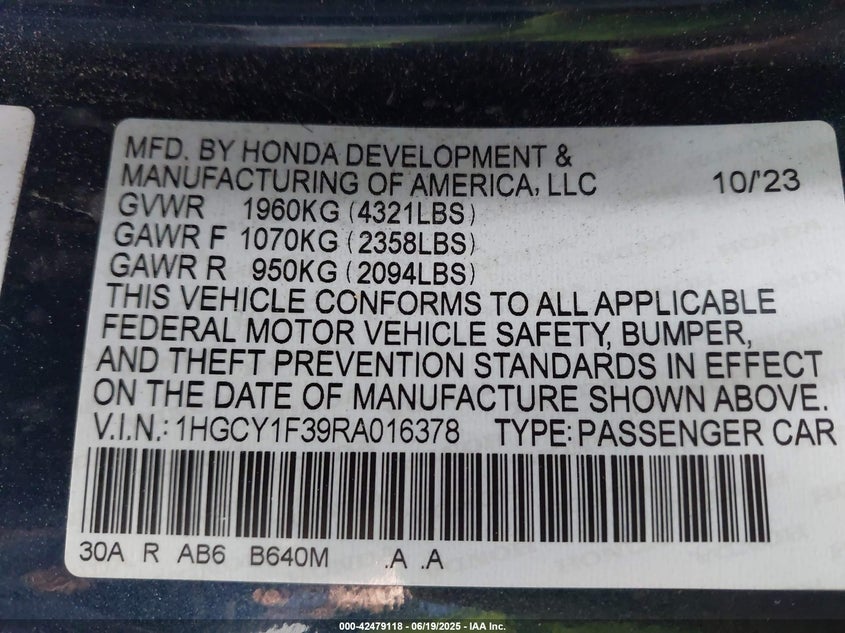 MFD. BY HONDA DEVELOPMENT &
MANUFACTURING OF AMERICA, LLC 10/'23
GVWR 1960KG (4321LBS)
GAWR F 1070KG (2358LBS)
GAWR R 950KG (2094LBS)
THIS VEHICLE CONFORMS TO ALL APPLICABLE
FEDERAL MOTOR VEHICLE SAFETY, BUMPER,
AND THEFT PREVENTION STANDARDS IN EFFECT
ON THE DATE OF MANUFACTURE SHOWN ABOVE.
V.I.N.: 1HGCY1F39RA016378 TYPE: PASSENGER CAR
30A R AB6 B640M .A .A
000-42479118 - 06/19/2025 - IAA Inc.